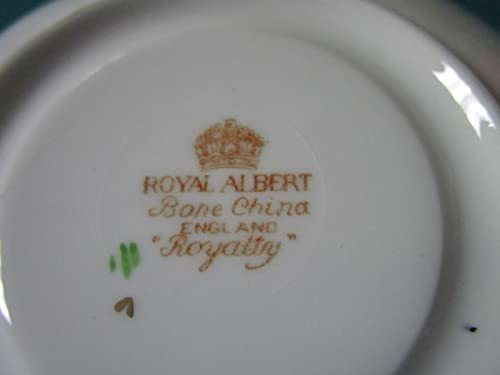 ROYAL ALBERT
Bone China
ENGLAND
"Royalty"